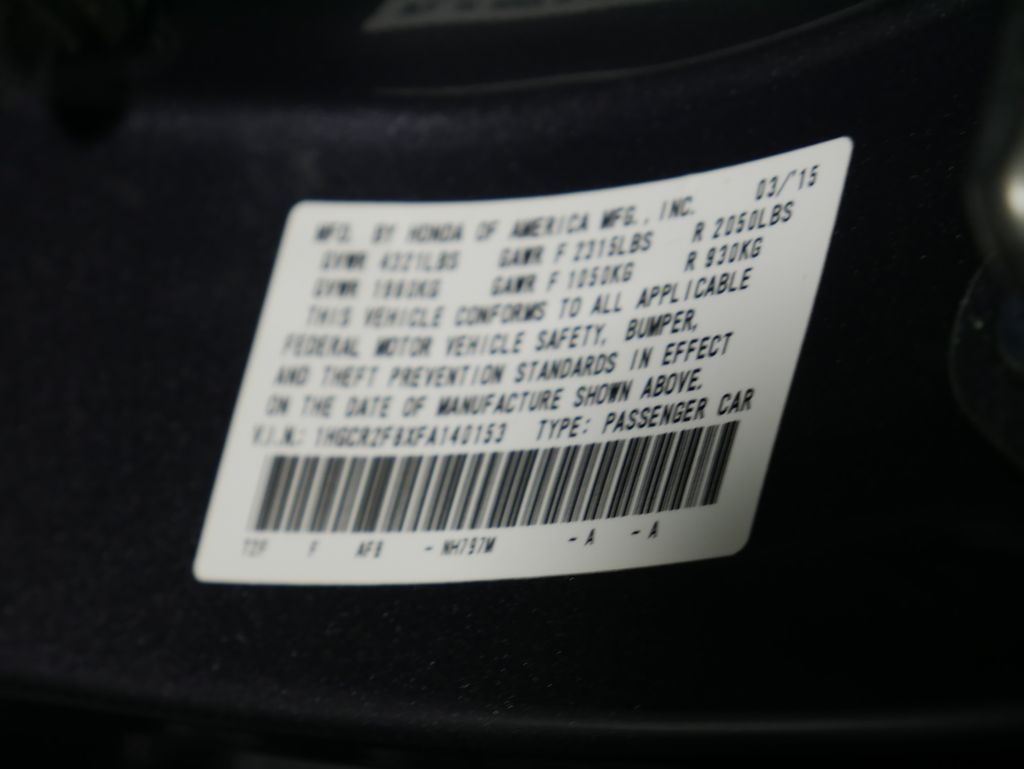 MFD. BY HONDA OF AMERICA MFG., INC. 03/'15
GVWR 4321LBS GAWR F 2315LBS R 2050LBS
GVWR 1960KG GAWR F 1050KG R 930KG
THIS VEHICLE CONFORMS TO ALL APPLICABLE
FEDERAL MOTOR VEHICLE SAFETY, BUMPER,
AND THEFT PREVENTION STANDARDS IN EFFECT
ON THE DATE OF MANUFACTURE SHOWN ABOVE.
V.I.N.: 1HGCR2F8XFA140153 TYPE: PASSENGER CAR
T2F F AF8 - NH797M - A - A